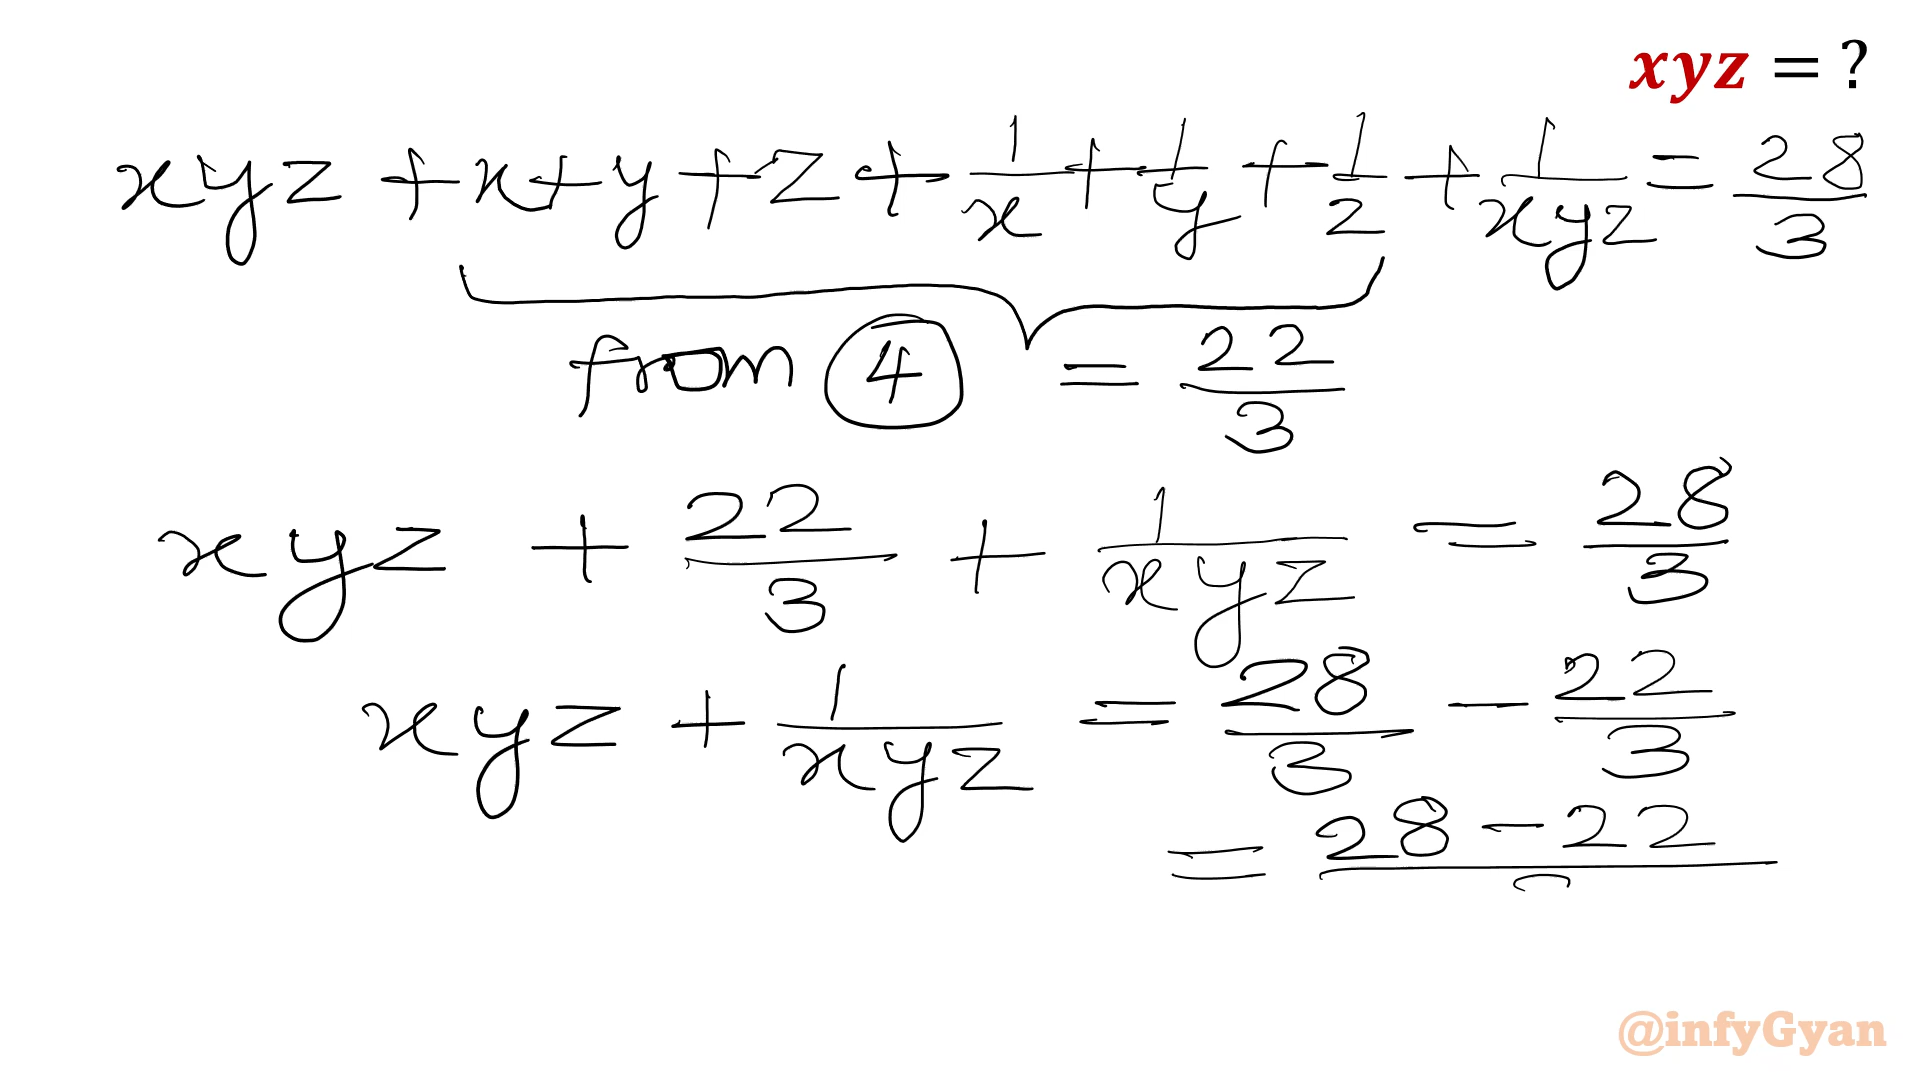 xyz = ?
xyz + x + y + z + 1/x + 1/y + 1/z + 1/xyz = 28/3
from ④ = 22/3
xyz + 22/3 + 1/xyz = 28/3
xyz + 1/xyz = 28/3 - 22/3
= 28 - 22
@infyGyan